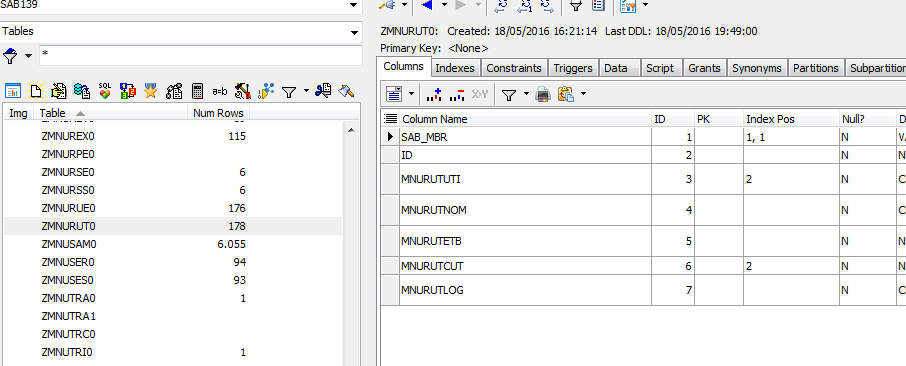 SAB139
Tables
*
SQL
a=b
Img Table Num Rows
ZMNUREX0 115
ZMNURPE0
ZMNURSE0 6
ZMNURSS0 6
ZMNURUE0 176
ZMNURUT0 178
ZMNUSAM0 6.055
ZMNUSER0 94
ZMNUSES0 93
ZMNUTRA0 1
ZMNUTRA1
ZMNUTRC0
ZMNUTRI0 1
ZMNURUT0: Created: 18/05/2016 16:21:14 Last DDL: 18/05/2016 19:49:00
Primary Key: <None>
Columns Indexes Constraints Triggers Data Script Grants Synonyms Partitions Subpartition
X↔Y
Column Name ID PK Index Pos Null? D
SAB_MBR 1 1, 1 N VA
ID 2 N N
MNURUTUTI 3 2 N C
MNURUTNOM 4 N C
MNURUTETB 5 N N
MNURUTCUT 6 2 N N
MNURUTLOG 7 N C